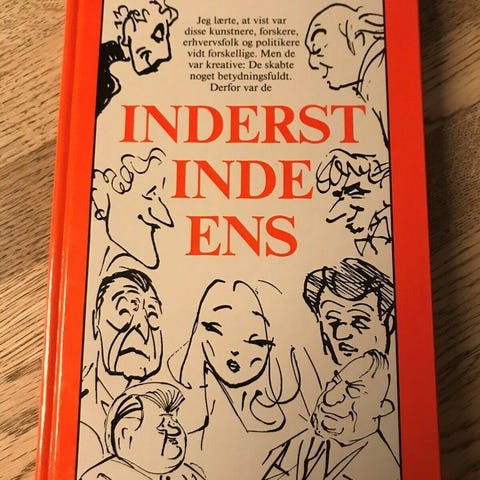 Jeg lærte, at vist var
disse kunstnere, forskere,
erhvervsfolk og politikere
vidt forskellige. Men de
var kreative: De skabte
noget betydningsfuldt.
Derfor var de
INDERST
INDE
ENS